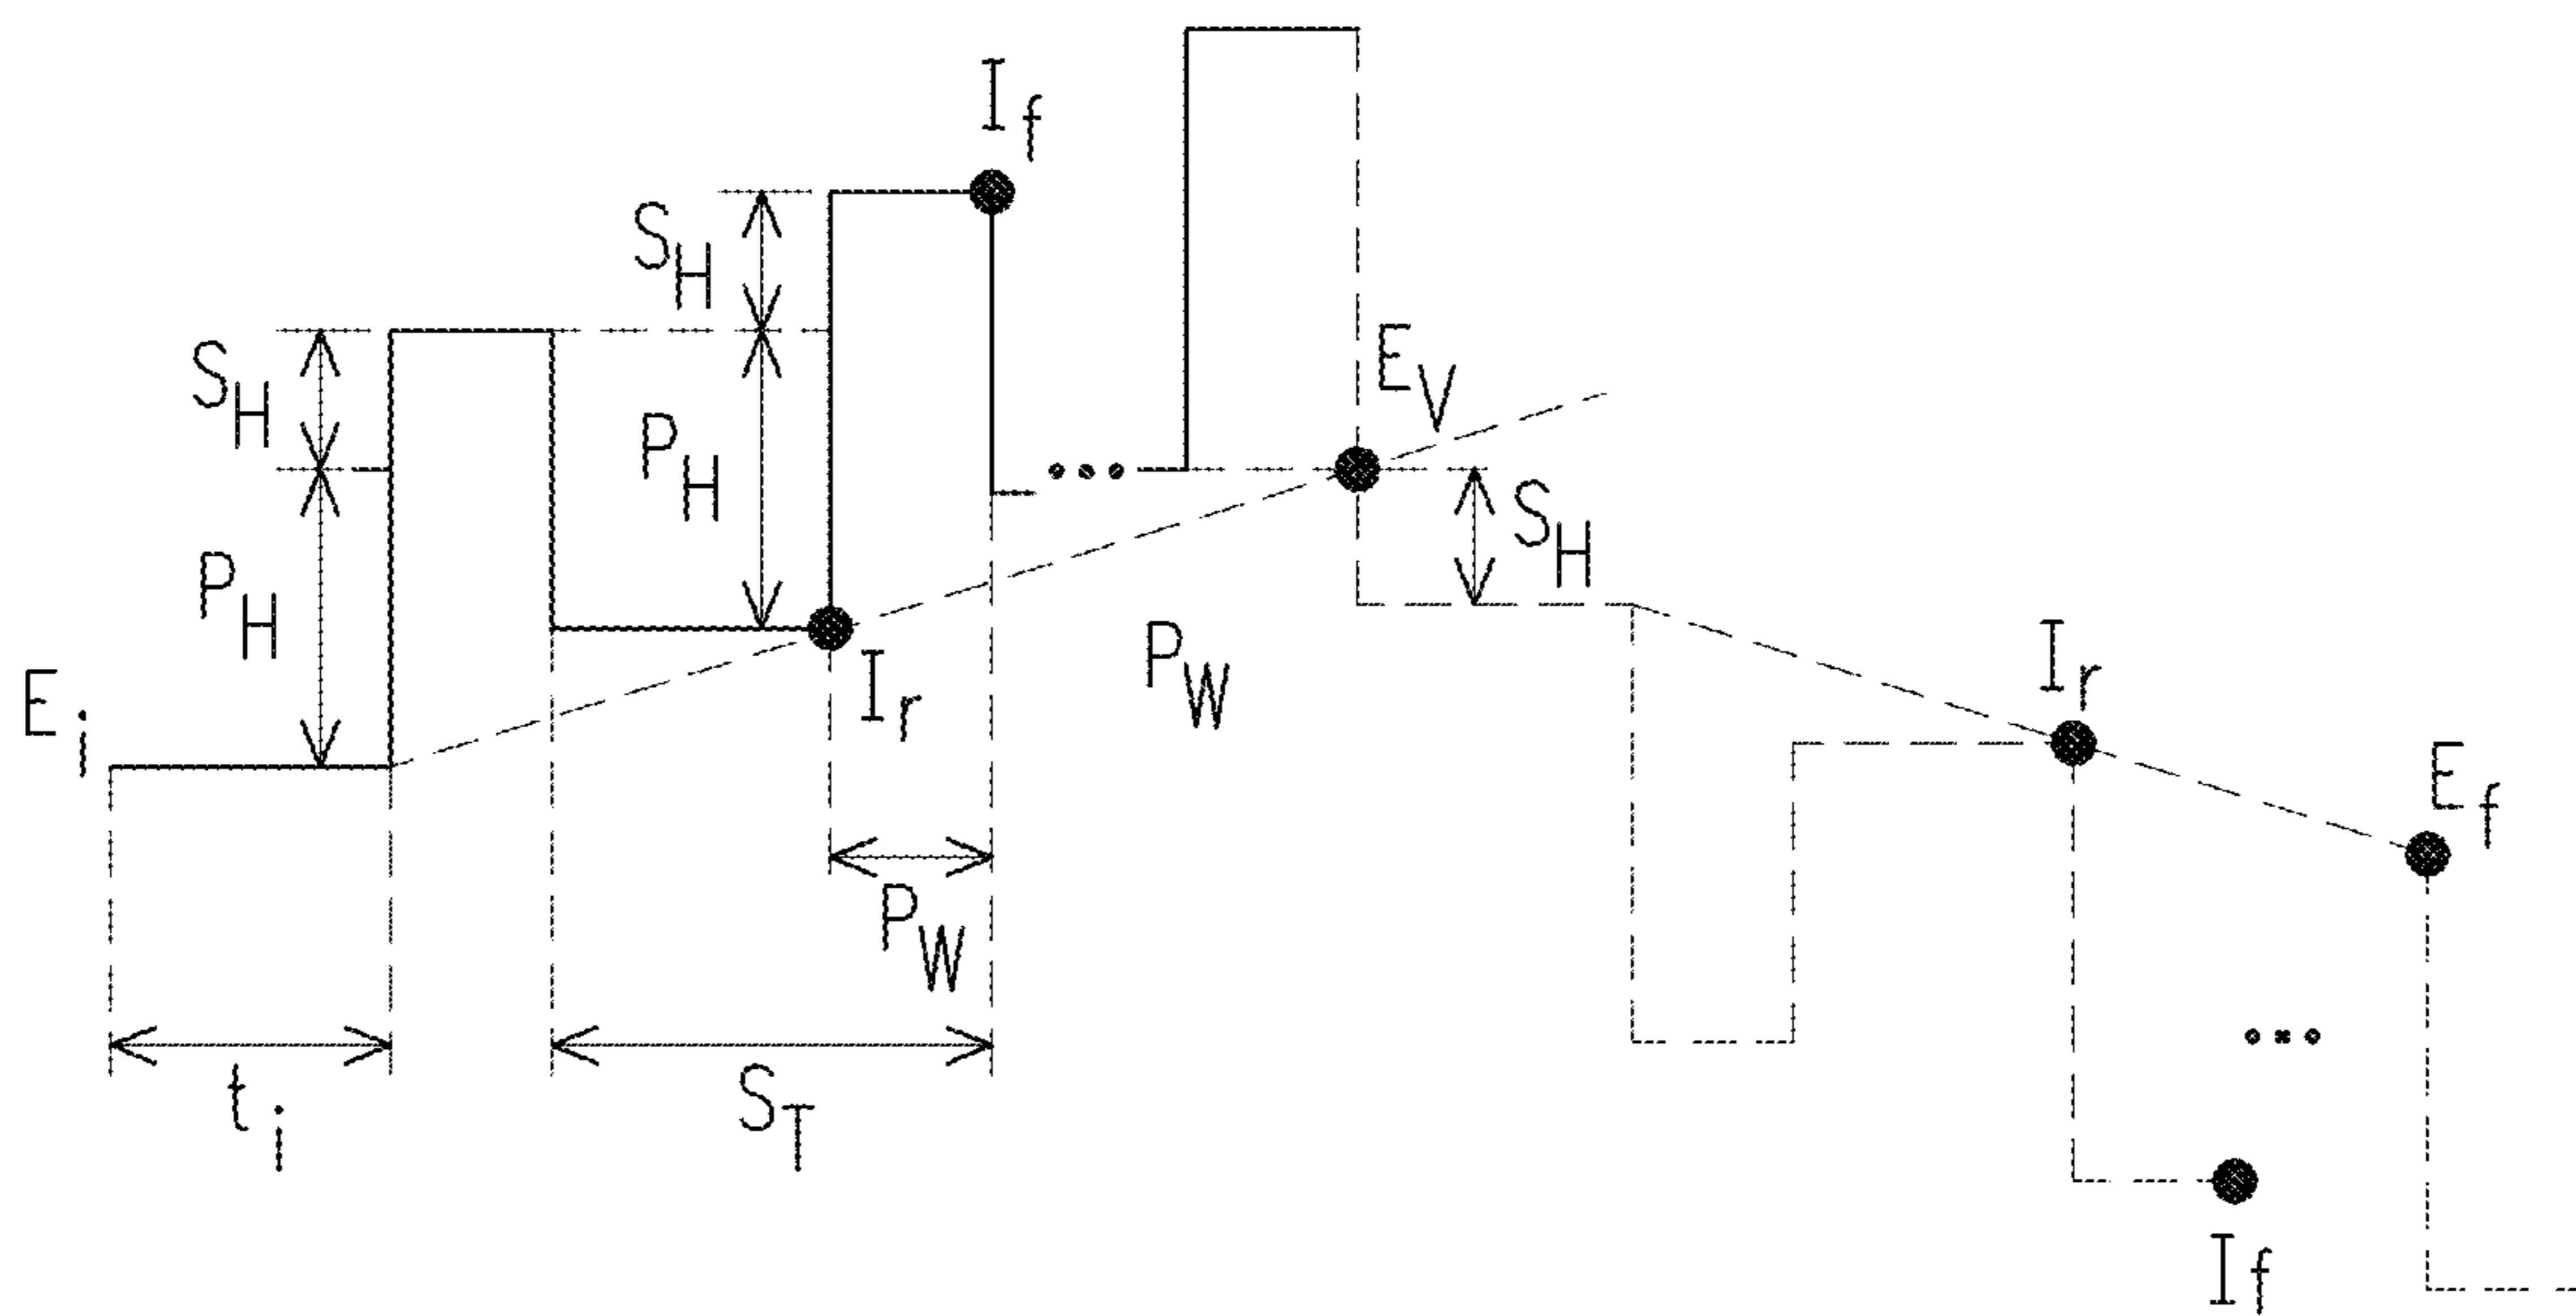 I_f
S_H
S_H
E_V
P_H
S_H
P_H
P_W
I_r
I_r
E_i
E_f
P_W
t_i
S_T
I_f